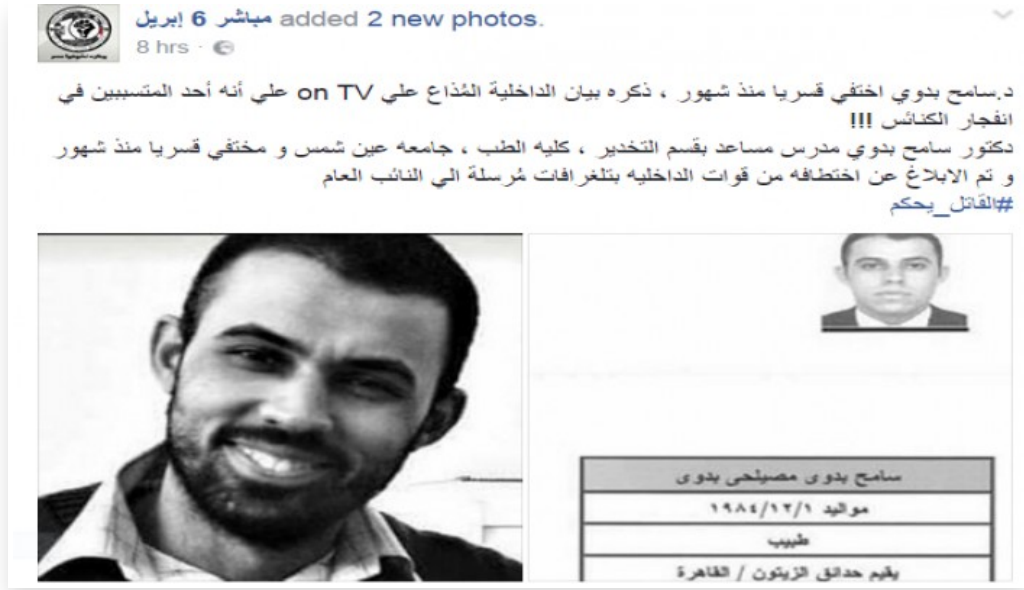 مباشر 6 إبريل added 2 new photos.
8 hrs ·
د.سامح بدوي اختفي قسريا منذ شهور ، ذكره بيان الداخلية المُذاع علي on TV علي أنه أحد المتسببين في
انفجار الكنائس !!!
دكتور سامح بدوي مدرس مساعد بقسم التخدير ، كليه الطب ، جامعه عين شمس و مختفي قسريا منذ شهور
و تم الابلاغ عن اختطافه من قوات الداخليه بتلغرافات مُرسلة الي النائب العام
#القاتل_يحكم
سامح بدوى مصيلحى بدوى
مواليد ١٩٨٤/١٢/١
طبيب
يقيم حدائق الزيتون / القاهرة